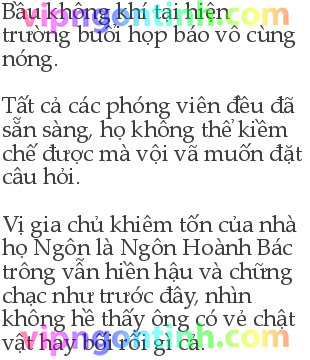 Bầu không khí tại hiện
trường buổi họp báo vô cùng
nóng.
Tất cả các phóng viên đều đã
sẵn sàng, họ không thể kiềm
chế được mà vội vã muốn đặt
câu hỏi.
Vị gia chủ khiêm tốn của nhà
họ Ngôn là Ngôn Hoành Bác
trông vẫn hiền hậu và chững
chạc như trước đây, nhìn
không hề thấy ông có vẻ chật
vật hay bối rối gì cả.
vipngontinh.com
vipngontinh.com